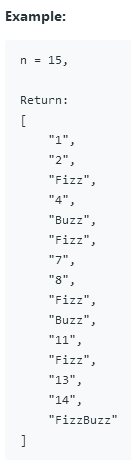 Example:
n = 15,
Return:
[
"1",
"2",
"Fizz",
"4",
"Buzz",
"Fizz",
"7",
"8",
"Fizz",
"Buzz",
"11",
"Fizz",
"13",
"14",
"FizzBuzz"
]